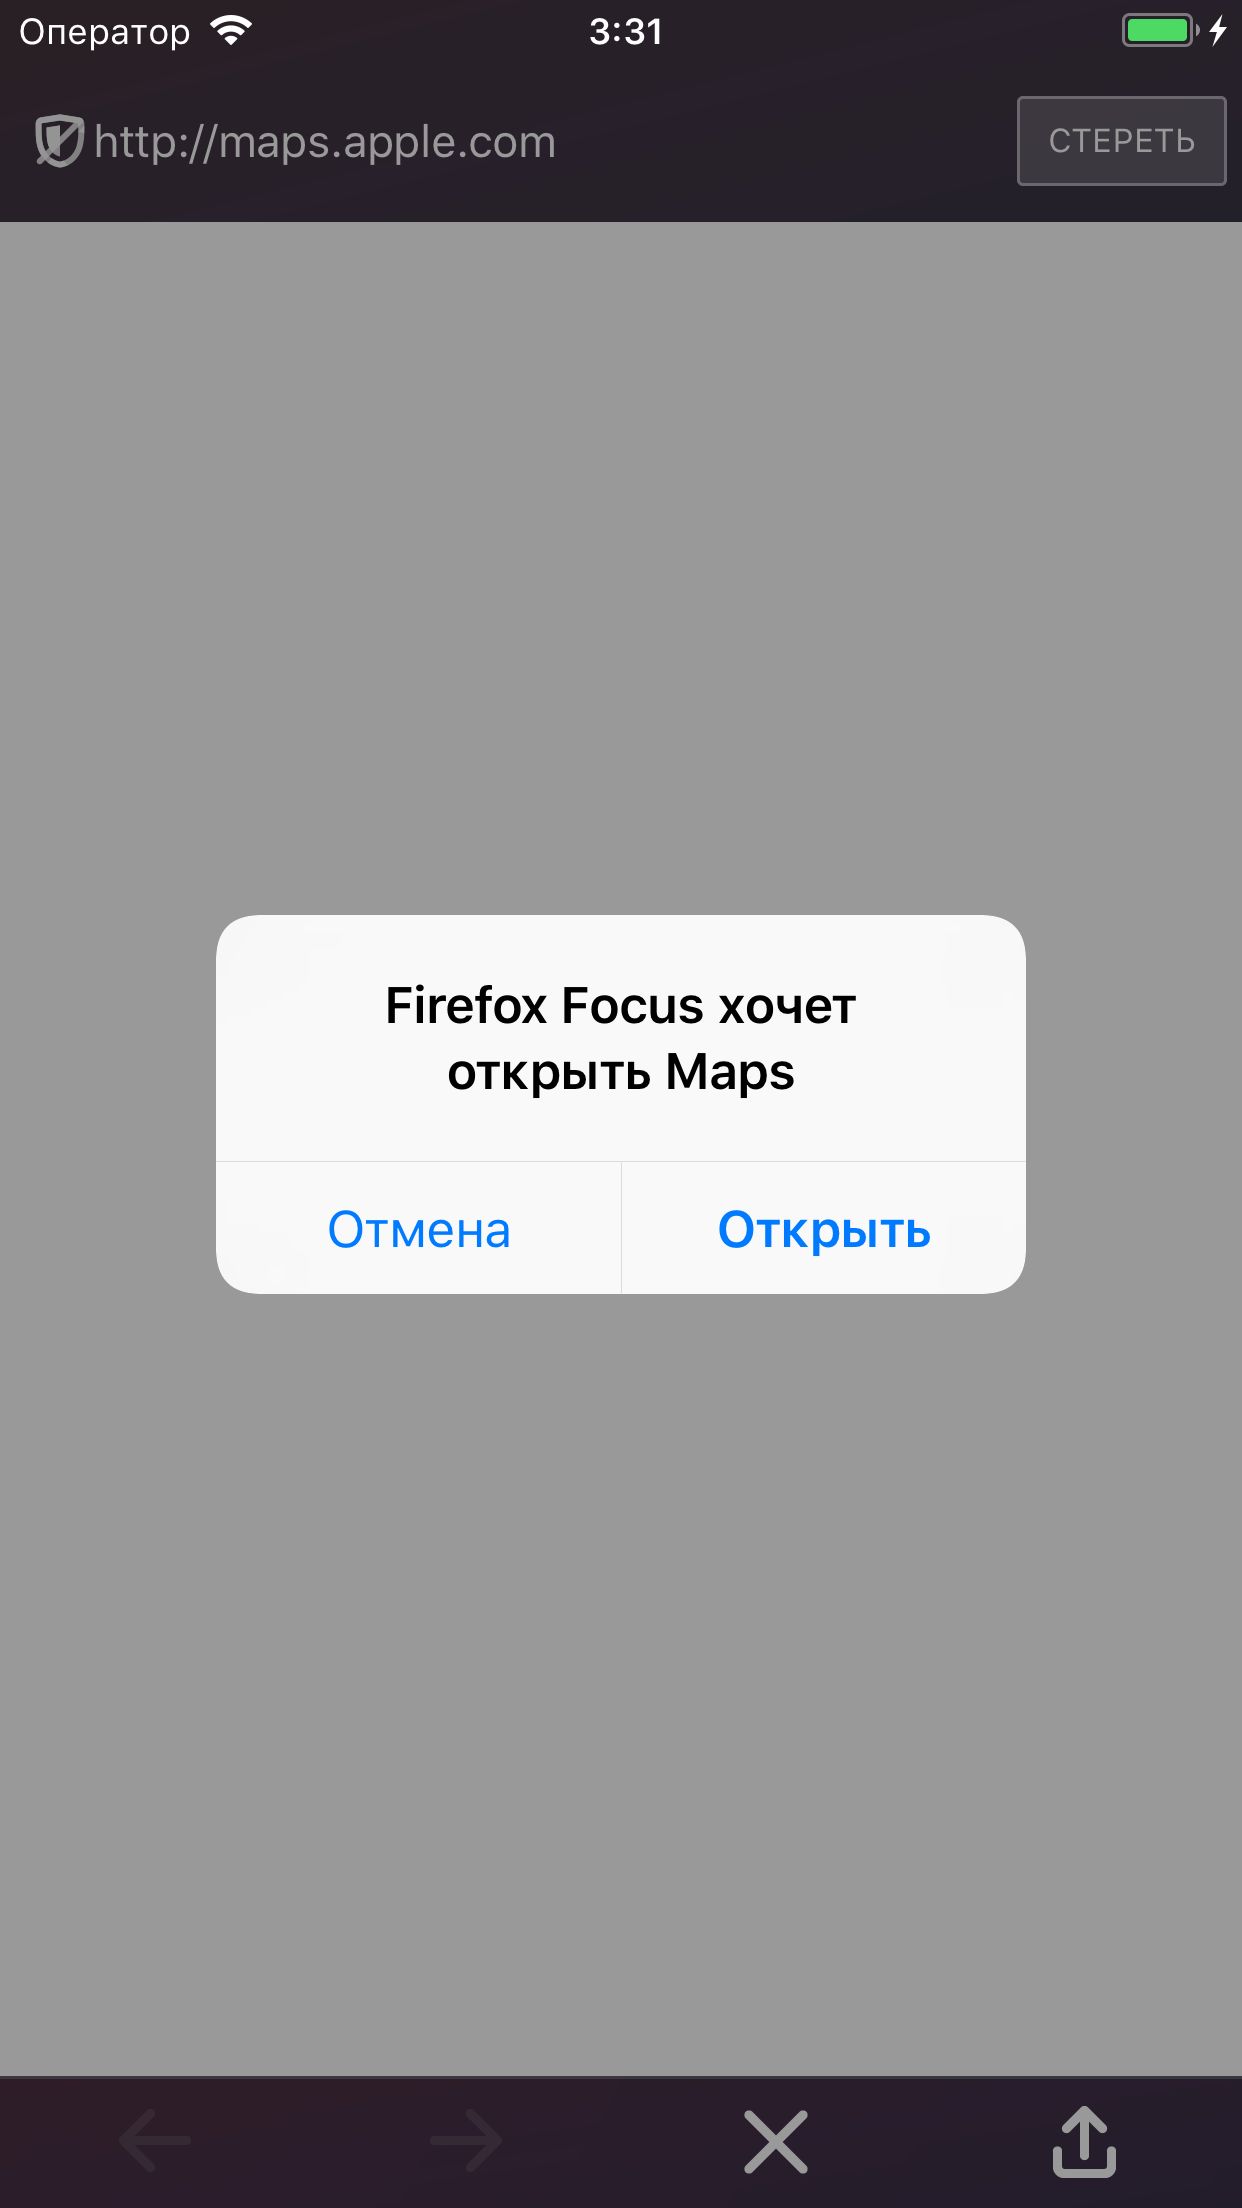 Оператор 3:31
http://maps.apple.com СТЕРЕТЬ
Firefox Focus хочет
открыть Maps
Отмена Открыть